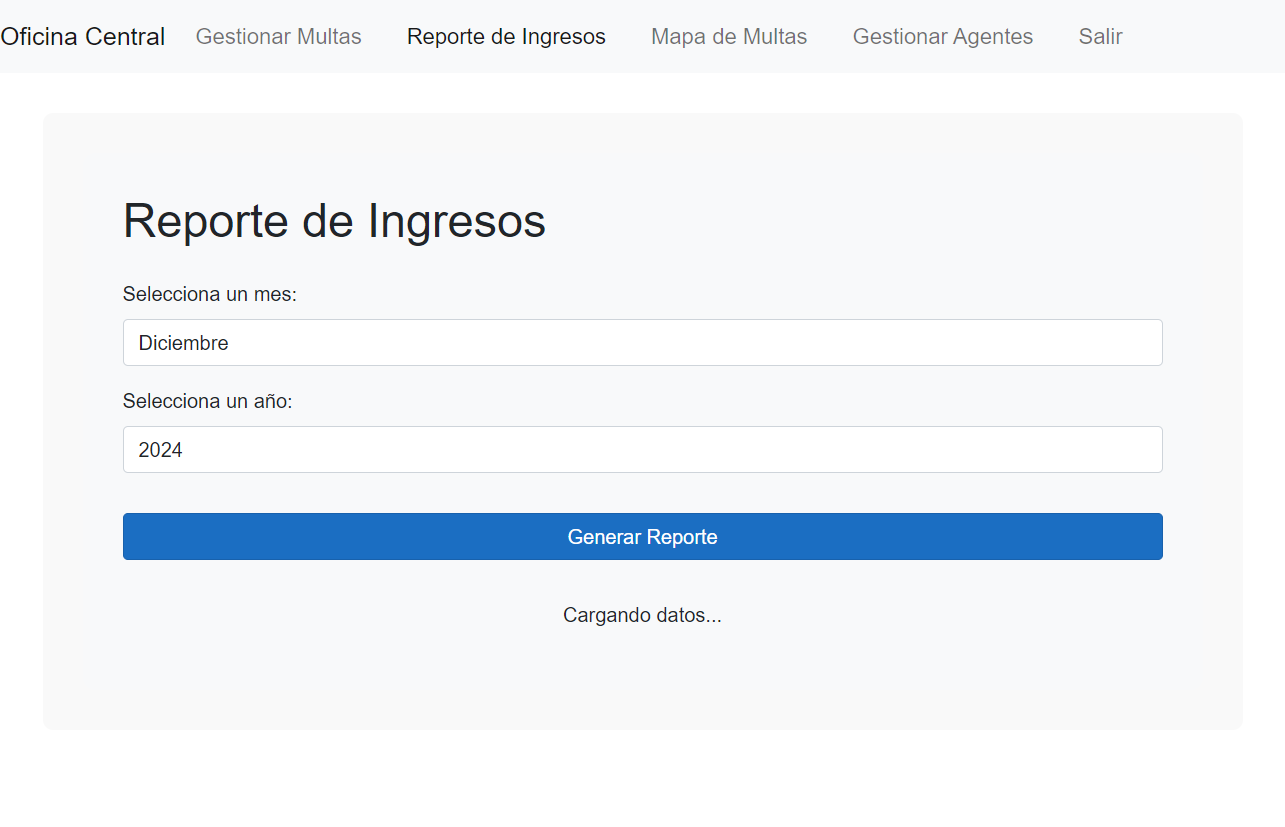 Oficina Central Gestionar Multas Reporte de Ingresos Mapa de Multas Gestionar Agentes Salir
Reporte de Ingresos
Selecciona un mes:
Diciembre
Selecciona un año:
2024
Generar Reporte
Cargando datos...